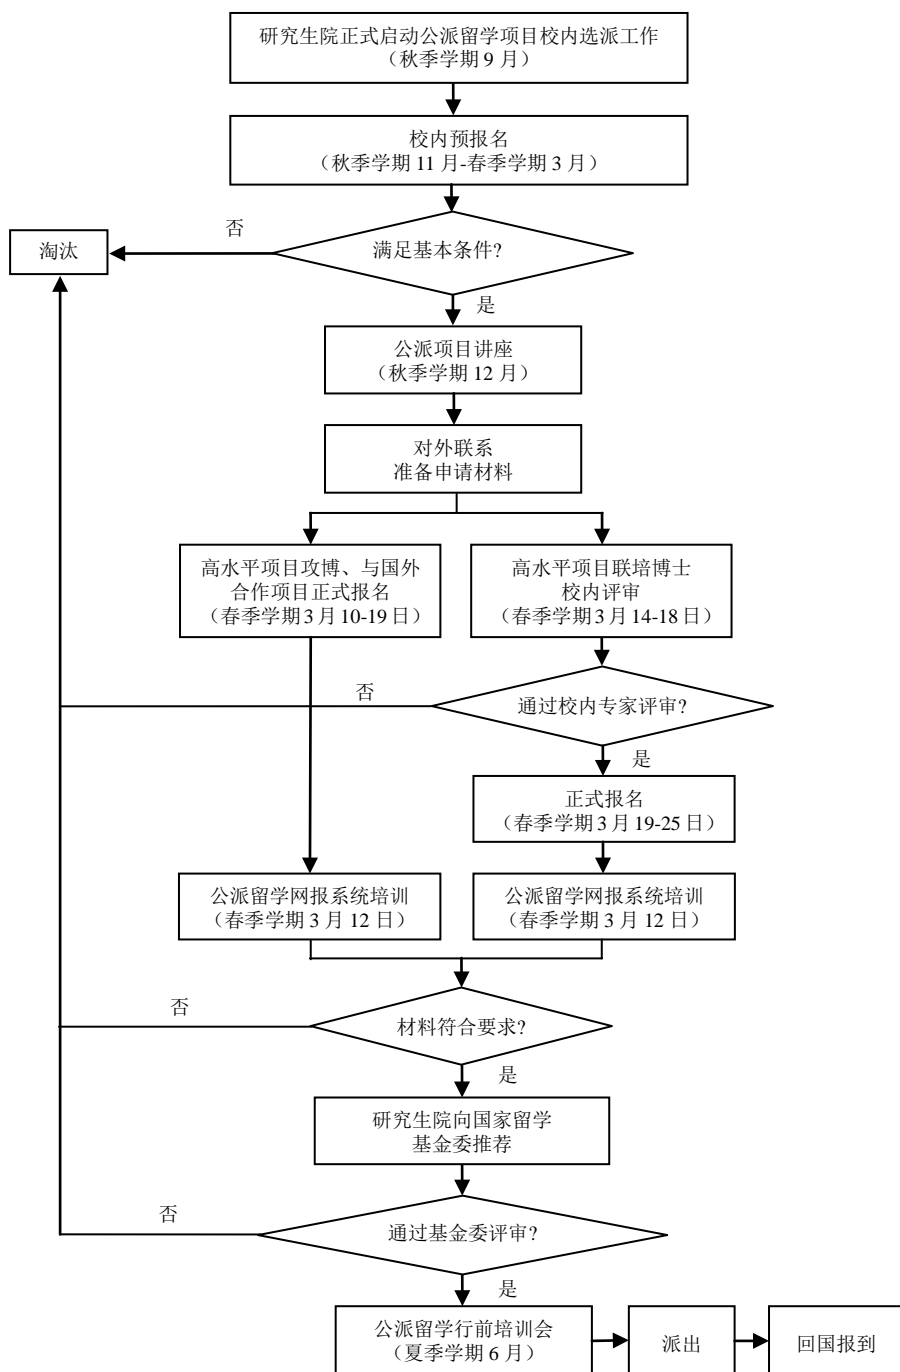 研究生院正式启动公派留学项目校内选派工作
（秋季学期 9 月）
校内预报名
（秋季学期 11 月-春季学期 3 月）
否
淘汰
满足基本条件?
是
公派项目讲座
（秋季学期 12 月）
对外联系
准备申请材料
高水平项目攻博、与国外
合作项目正式报名
（春季学期 3 月 10-19 日）
高水平项目联培博士
校内评审
（春季学期 3 月 14-18 日）
否
通过校内专家评审?
是
正式报名
（春季学期 3 月 19-25 日）
公派留学网报系统培训
（春季学期 3 月 12 日）
公派留学网报系统培训
（春季学期 3 月 12 日）
否
材料符合要求?
是
研究生院向国家留学
基金委推荐
否
通过基金委评审?
是
公派留学行前培训会
（夏季学期 6 月）
派出
回国报到